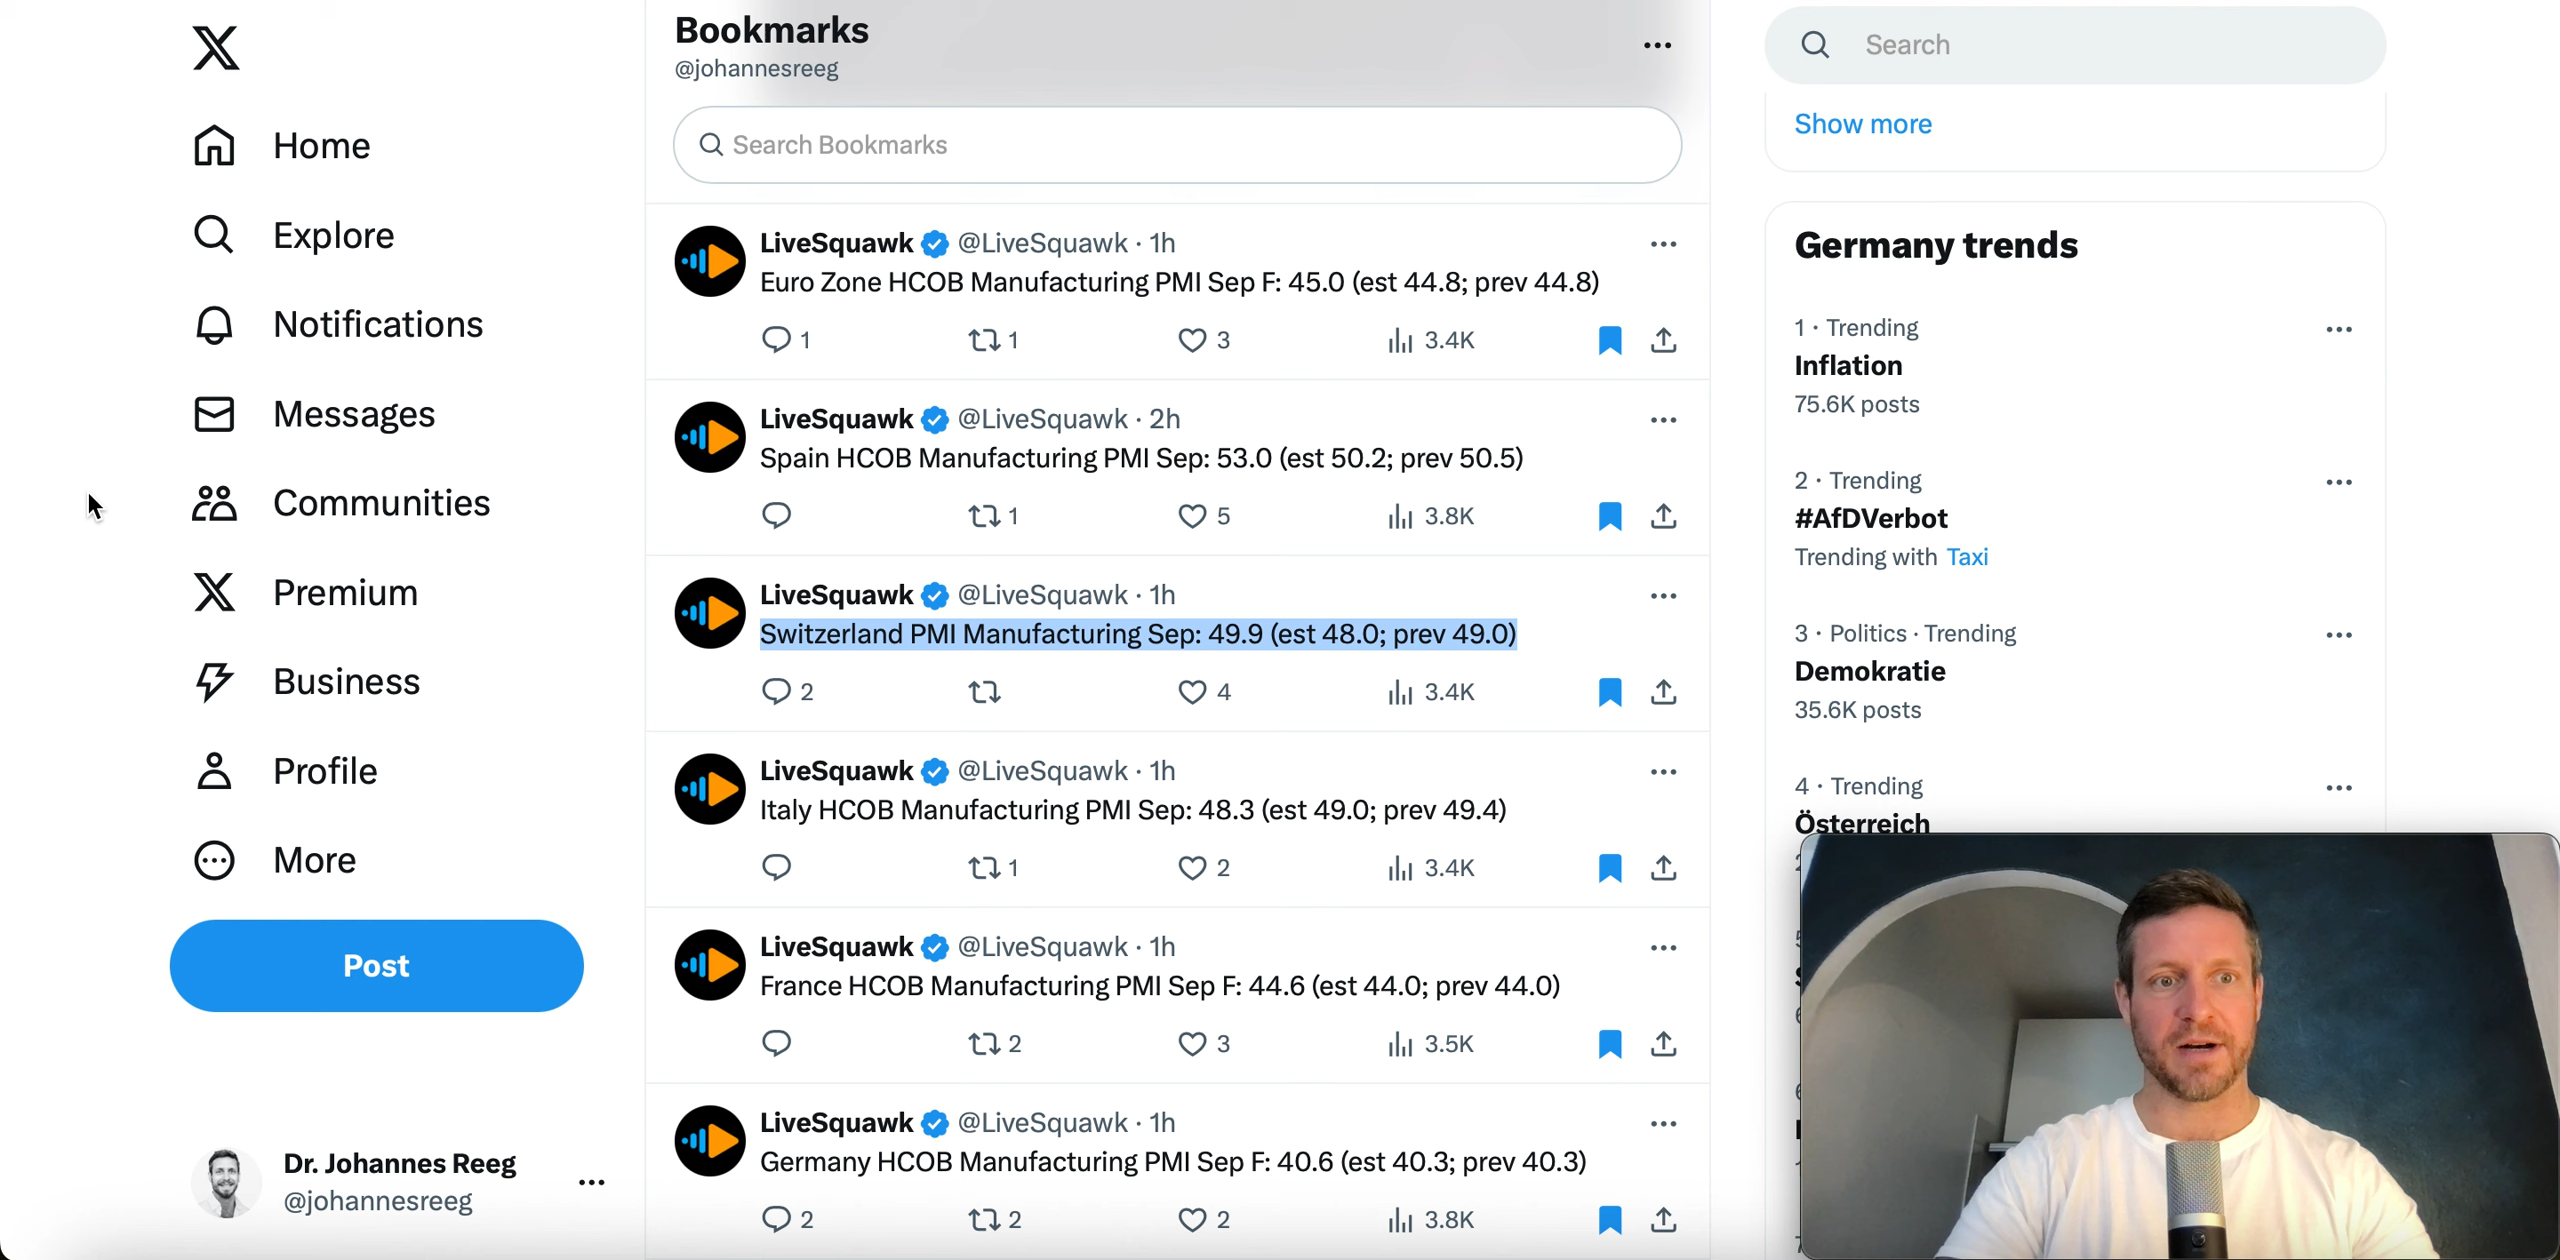 Home
Explore
Notifications
Messages
Communities
Premium
Business
Profile
More
Post
Dr. Johannes Reeg
@johannesreeg
Bookmarks
@johannesreeg
Search Bookmarks
LiveSquawk @LiveSquawk · 1h
Euro Zone HCOB Manufacturing PMI Sep F: 45.0 (est 44.8; prev 44.8)
1 1 3 3.4K
LiveSquawk @LiveSquawk · 2h
Spain HCOB Manufacturing PMI Sep: 53.0 (est 50.2; prev 50.5)
1 5 3.8K
LiveSquawk @LiveSquawk · 1h
Switzerland PMI Manufacturing Sep: 49.9 (est 48.0; prev 49.0)
2 4 3.4K
LiveSquawk @LiveSquawk · 1h
Italy HCOB Manufacturing PMI Sep: 48.3 (est 49.0; prev 49.4)
1 2 3.4K
LiveSquawk @LiveSquawk · 1h
France HCOB Manufacturing PMI Sep F: 44.6 (est 44.0; prev 44.0)
2 3 3.5K
LiveSquawk @LiveSquawk · 1h
Germany HCOB Manufacturing PMI Sep F: 40.6 (est 40.3; prev 40.3)
2 2 2 3.8K
Search
Show more
Germany trends
1 · Trending
Inflation
75.6K posts
2 · Trending
#AfDVerbot
Trending with Taxi
3 · Politics · Trending
Demokratie
35.6K posts
4 · Trending
Österreich